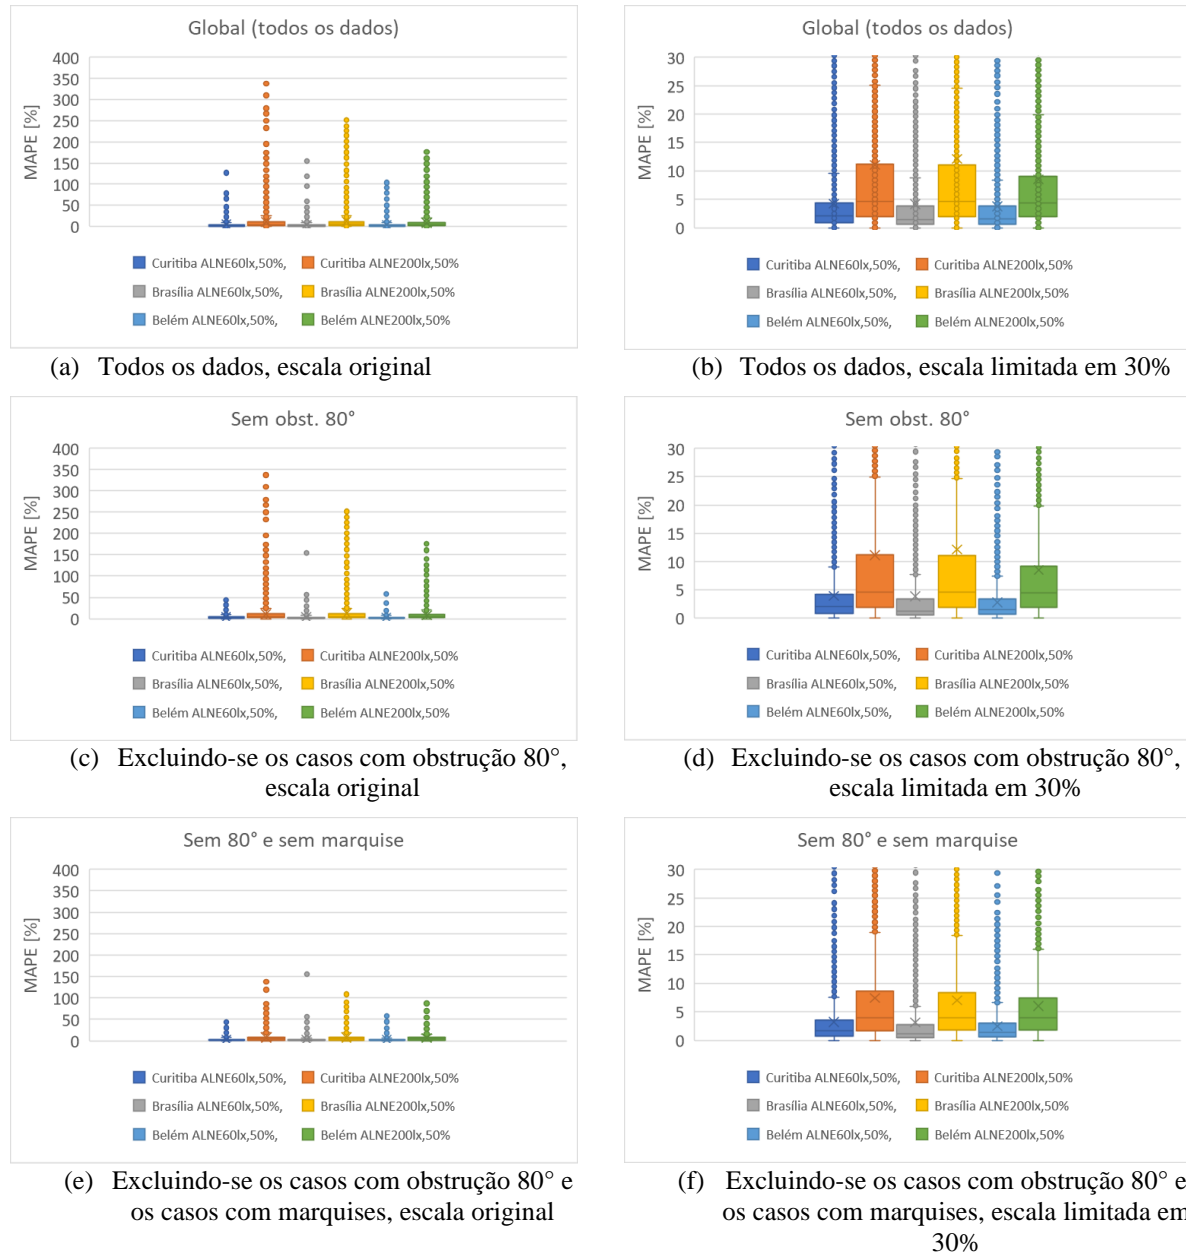 Global (todos os dados)
MAPE [%]
400
350
300
250
200
150
100
50
0
Curitiba ALNE60lx,50%,
Curitiba ALNE200lx,50%
Brasília ALNE60lx,50%,
Brasília ALNE200lx,50%
Belém ALNE60lx,50%,
Belém ALNE200lx,50%
(a) Todos os dados, escala original
Global (todos os dados)
MAPE [%]
30
25
20
15
10
5
0
Curitiba ALNE60lx,50%,
Curitiba ALNE200lx,50%
Brasília ALNE60lx,50%,
Brasília ALNE200lx,50%
Belém ALNE60lx,50%,
Belém ALNE200lx,50%
(b) Todos os dados, escala limitada em 30%
Sem obst. 80°
MAPE [%]
400
350
300
250
200
150
100
50
0
Curitiba ALNE60lx,50%,
Curitiba ALNE200lx,50%
Brasília ALNE60lx,50%,
Brasília ALNE200lx,50%
Belém ALNE60lx,50%,
Belém ALNE200lx,50%
(c) Excluindo-se os casos com obstrução 80°,
escala original
Sem obst. 80°
MAPE [%]
30
25
20
15
10
5
0
Curitiba ALNE60lx,50%,
Curitiba ALNE200lx,50%
Brasília ALNE60lx,50%,
Brasília ALNE200lx,50%
Belém ALNE60lx,50%,
Belém ALNE200lx,50%
(d) Excluindo-se os casos com obstrução 80°,
escala limitada em 30%
Sem 80° e sem marquise
MAPE [%]
400
350
300
250
200
150
100
50
0
Curitiba ALNE60lx,50%,
Curitiba ALNE200lx,50%
Brasília ALNE60lx,50%,
Brasília ALNE200lx,50%
Belém ALNE60lx,50%,
Belém ALNE200lx,50%
(e) Excluindo-se os casos com obstrução 80° e
os casos com marquises, escala original
Sem 80° e sem marquise
MAPE [%]
30
25
20
15
10
5
0
Curitiba ALNE60lx,50%,
Curitiba ALNE200lx,50%
Brasília ALNE60lx,50%,
Brasília ALNE200lx,50%
Belém ALNE60lx,50%,
Belém ALNE200lx,50%
(f) Excluindo-se os casos com obstrução 80° e
os casos com marquises, escala limitada em
30%